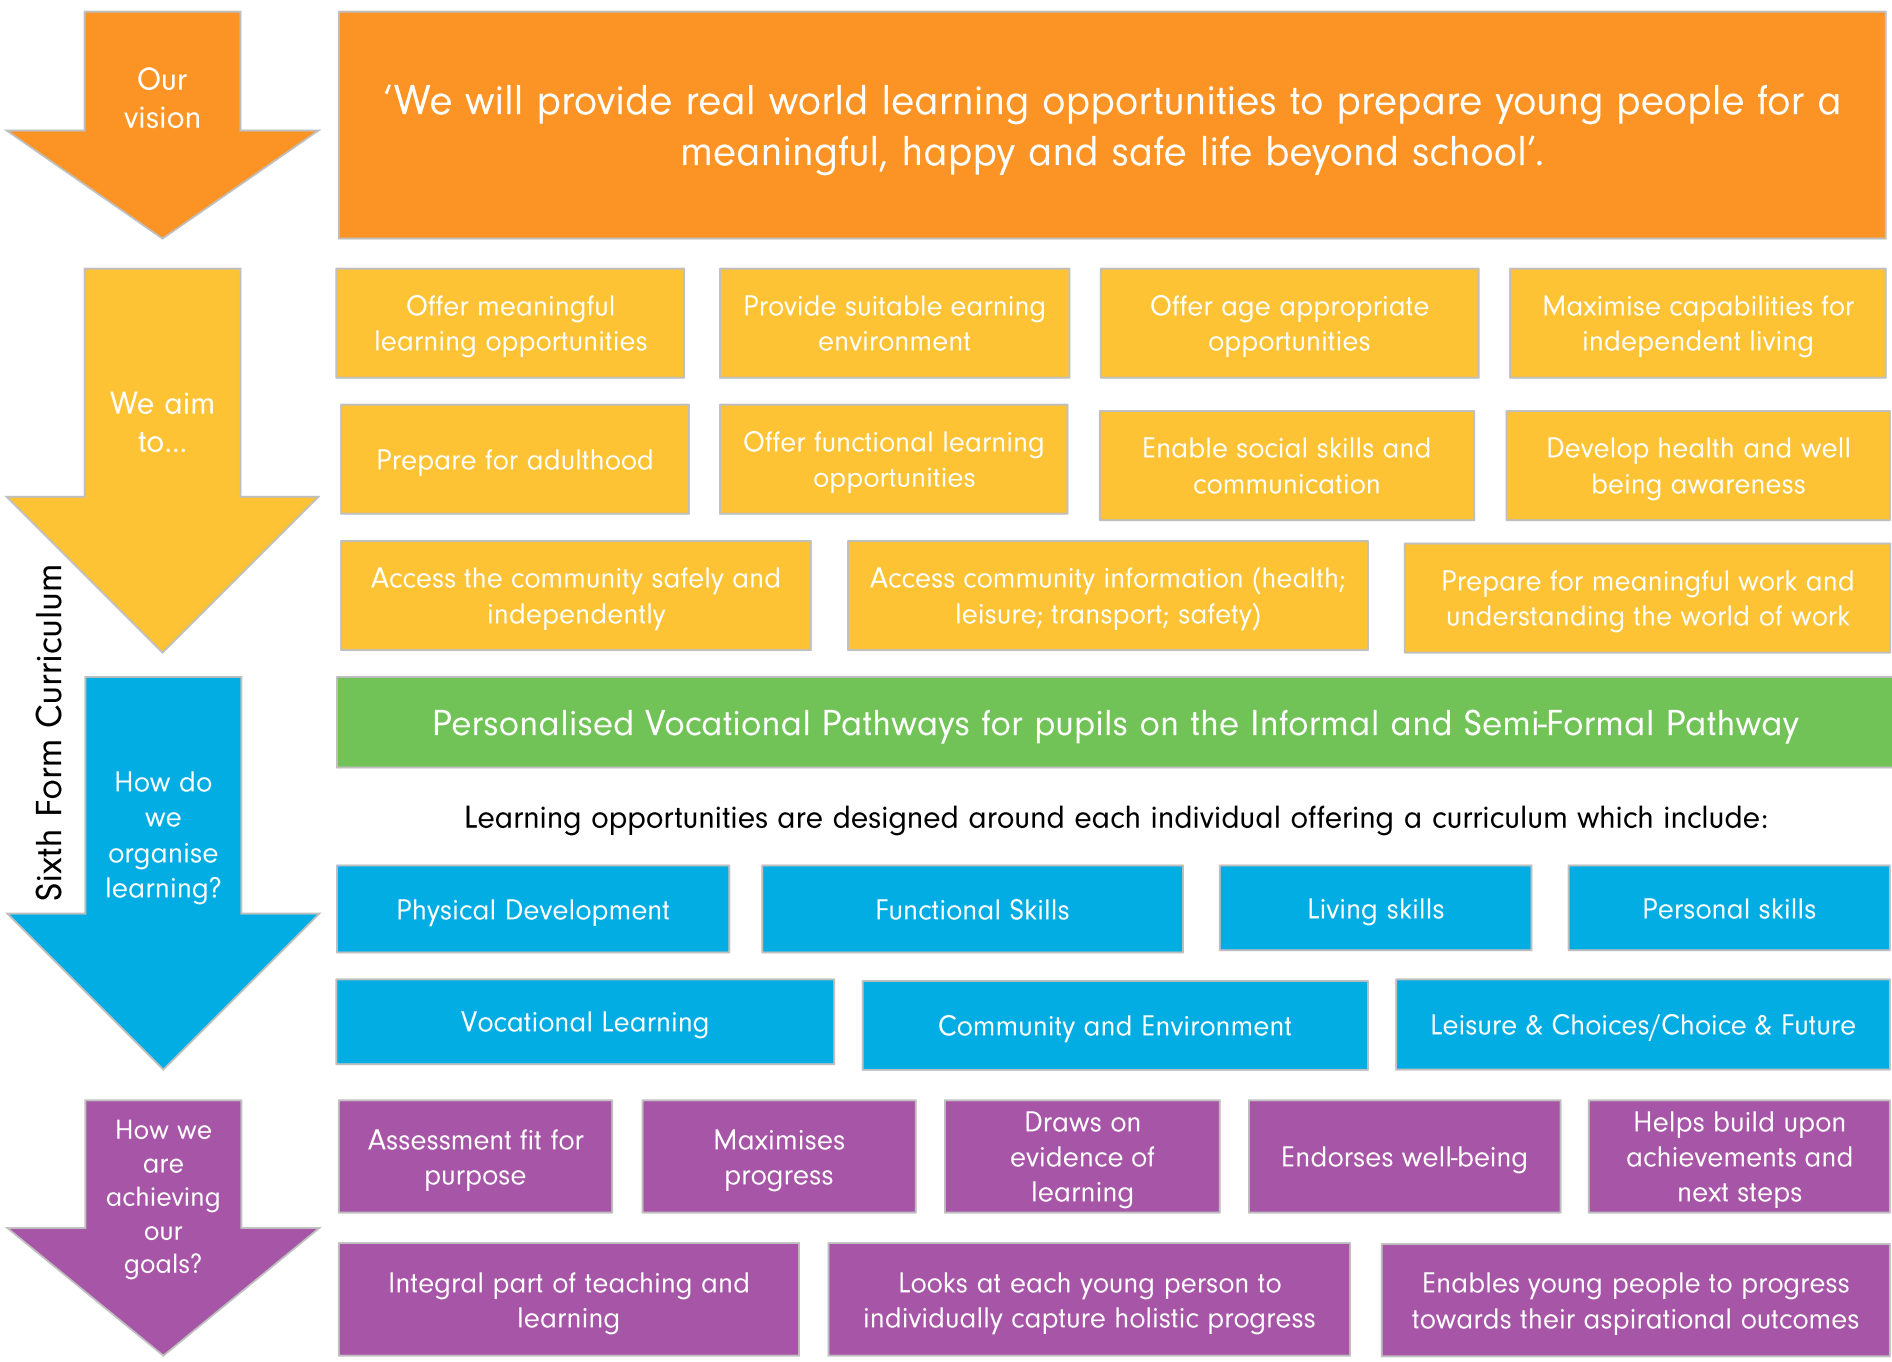 Our
vision
‘We will provide real world learning opportunities to prepare young people for a
meaningful, happy and safe life beyond school’.
We aim
to...
Offer meaningful
learning opportunities
Provide suitable earning
environment
Offer age appropriate
opportunities
Maximise capabilities for
independent living
Prepare for adulthood
Offer functional learning
opportunities
Enable social skills and
communication
Develop health and well
being awareness
Access the community safely and
independently
Access community information (health;
leisure; transport; safety)
Prepare for meaningful work and
understanding the world of work
Sixth Form Curriculum
How do
we
organise
learning?
Personalised Vocational Pathways for pupils on the Informal and Semi-Formal Pathway
Learning opportunities are designed around each individual offering a curriculum which include:
Physical Development
Functional Skills
Living skills
Personal skills
Vocational Learning
Community and Environment
Leisure & Choices/Choice & Future
How we
are
achieving
our
goals?
Assessment fit for
purpose
Maximises
progress
Draws on
evidence of
learning
Endorses well-being
Helps build upon
achievements and
next steps
Integral part of teaching and
learning
Looks at each young person to
individually capture holistic progress
Enables young people to progress
towards their aspirational outcomes